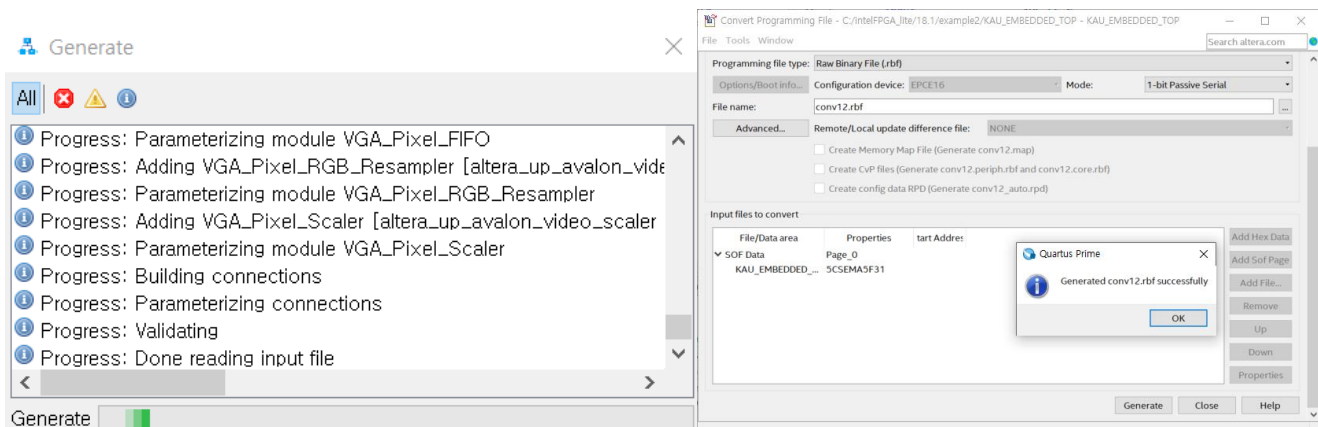 Generate
All
Progress: Parameterizing module VGA_Pixel_FIFO
Progress: Adding VGA_Pixel_RGB_Resampler [altera_up_avalon_vide
Progress: Parameterizing module VGA_Pixel_RGB_Resampler
Progress: Adding VGA_Pixel_Scaler [altera_up_avalon_video_scaler
Progress: Parameterizing module VGA_Pixel_Scaler
Progress: Building connections
Progress: Parameterizing connections
Progress: Validating
Progress: Done reading input file
Generate
Convert Programming File - C:/intelFPGA_lite/18.1/example2/KAU_EMBEDDED_TOP - KAU_EMBEDDED_TOP
File Tools Window
Search altera.com
Programming file type: Raw Binary File (.rbf)
Options/Boot info... Configuration device: EPCE16 Mode: 1-bit Passive Serial
File name: conv12.rbf ...
Advanced... Remote/Local update difference file: NONE
Create Memory Map File (Generate conv12.map)
Create CvP files (Generate conv12.periph.rbf and conv12.core.rbf)
Create config data RPD (Generate conv12_auto.rpd)
Input files to convert
File/Data area Properties tart Addres
SOF Data Page_0
KAU_EMBEDDED_... 5CSEMA5F31
Add Hex Data
Add Sof Page
Add File...
Remove
Up
Down
Properties
Quartus Prime
Generated conv12.rbf successfully
OK
Generate Close Help